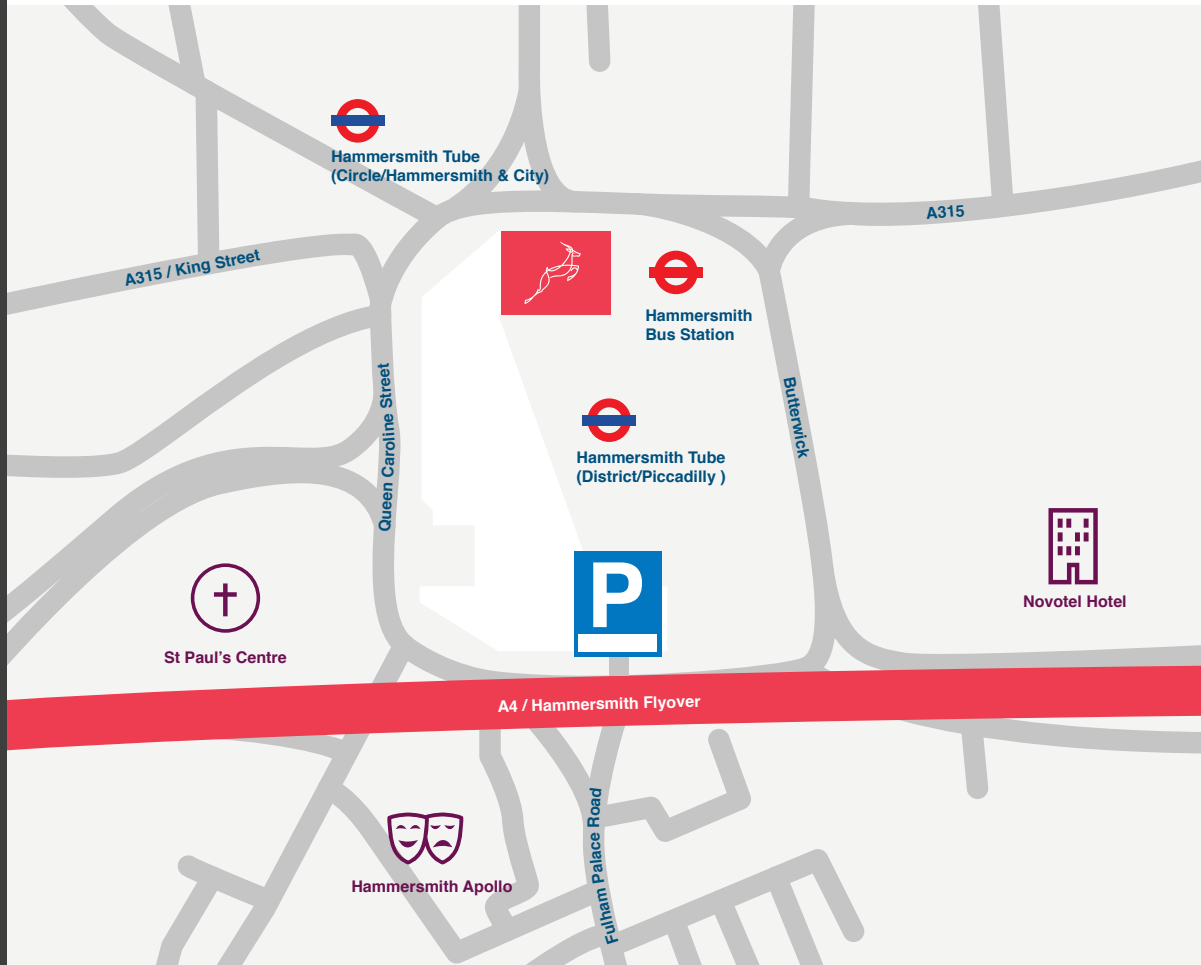 Hammersmith Tube
(Circle/Hammersmith & City)
A315
A315 / King Street
Hammersmith
Bus Station
Queen Caroline Street
Butterwick
Hammersmith Tube
(District/Piccadilly )
P
Novotel Hotel
St Paul's Centre
A4 / Hammersmith Flyover
Fulham Palace Road
Hammersmith Apollo